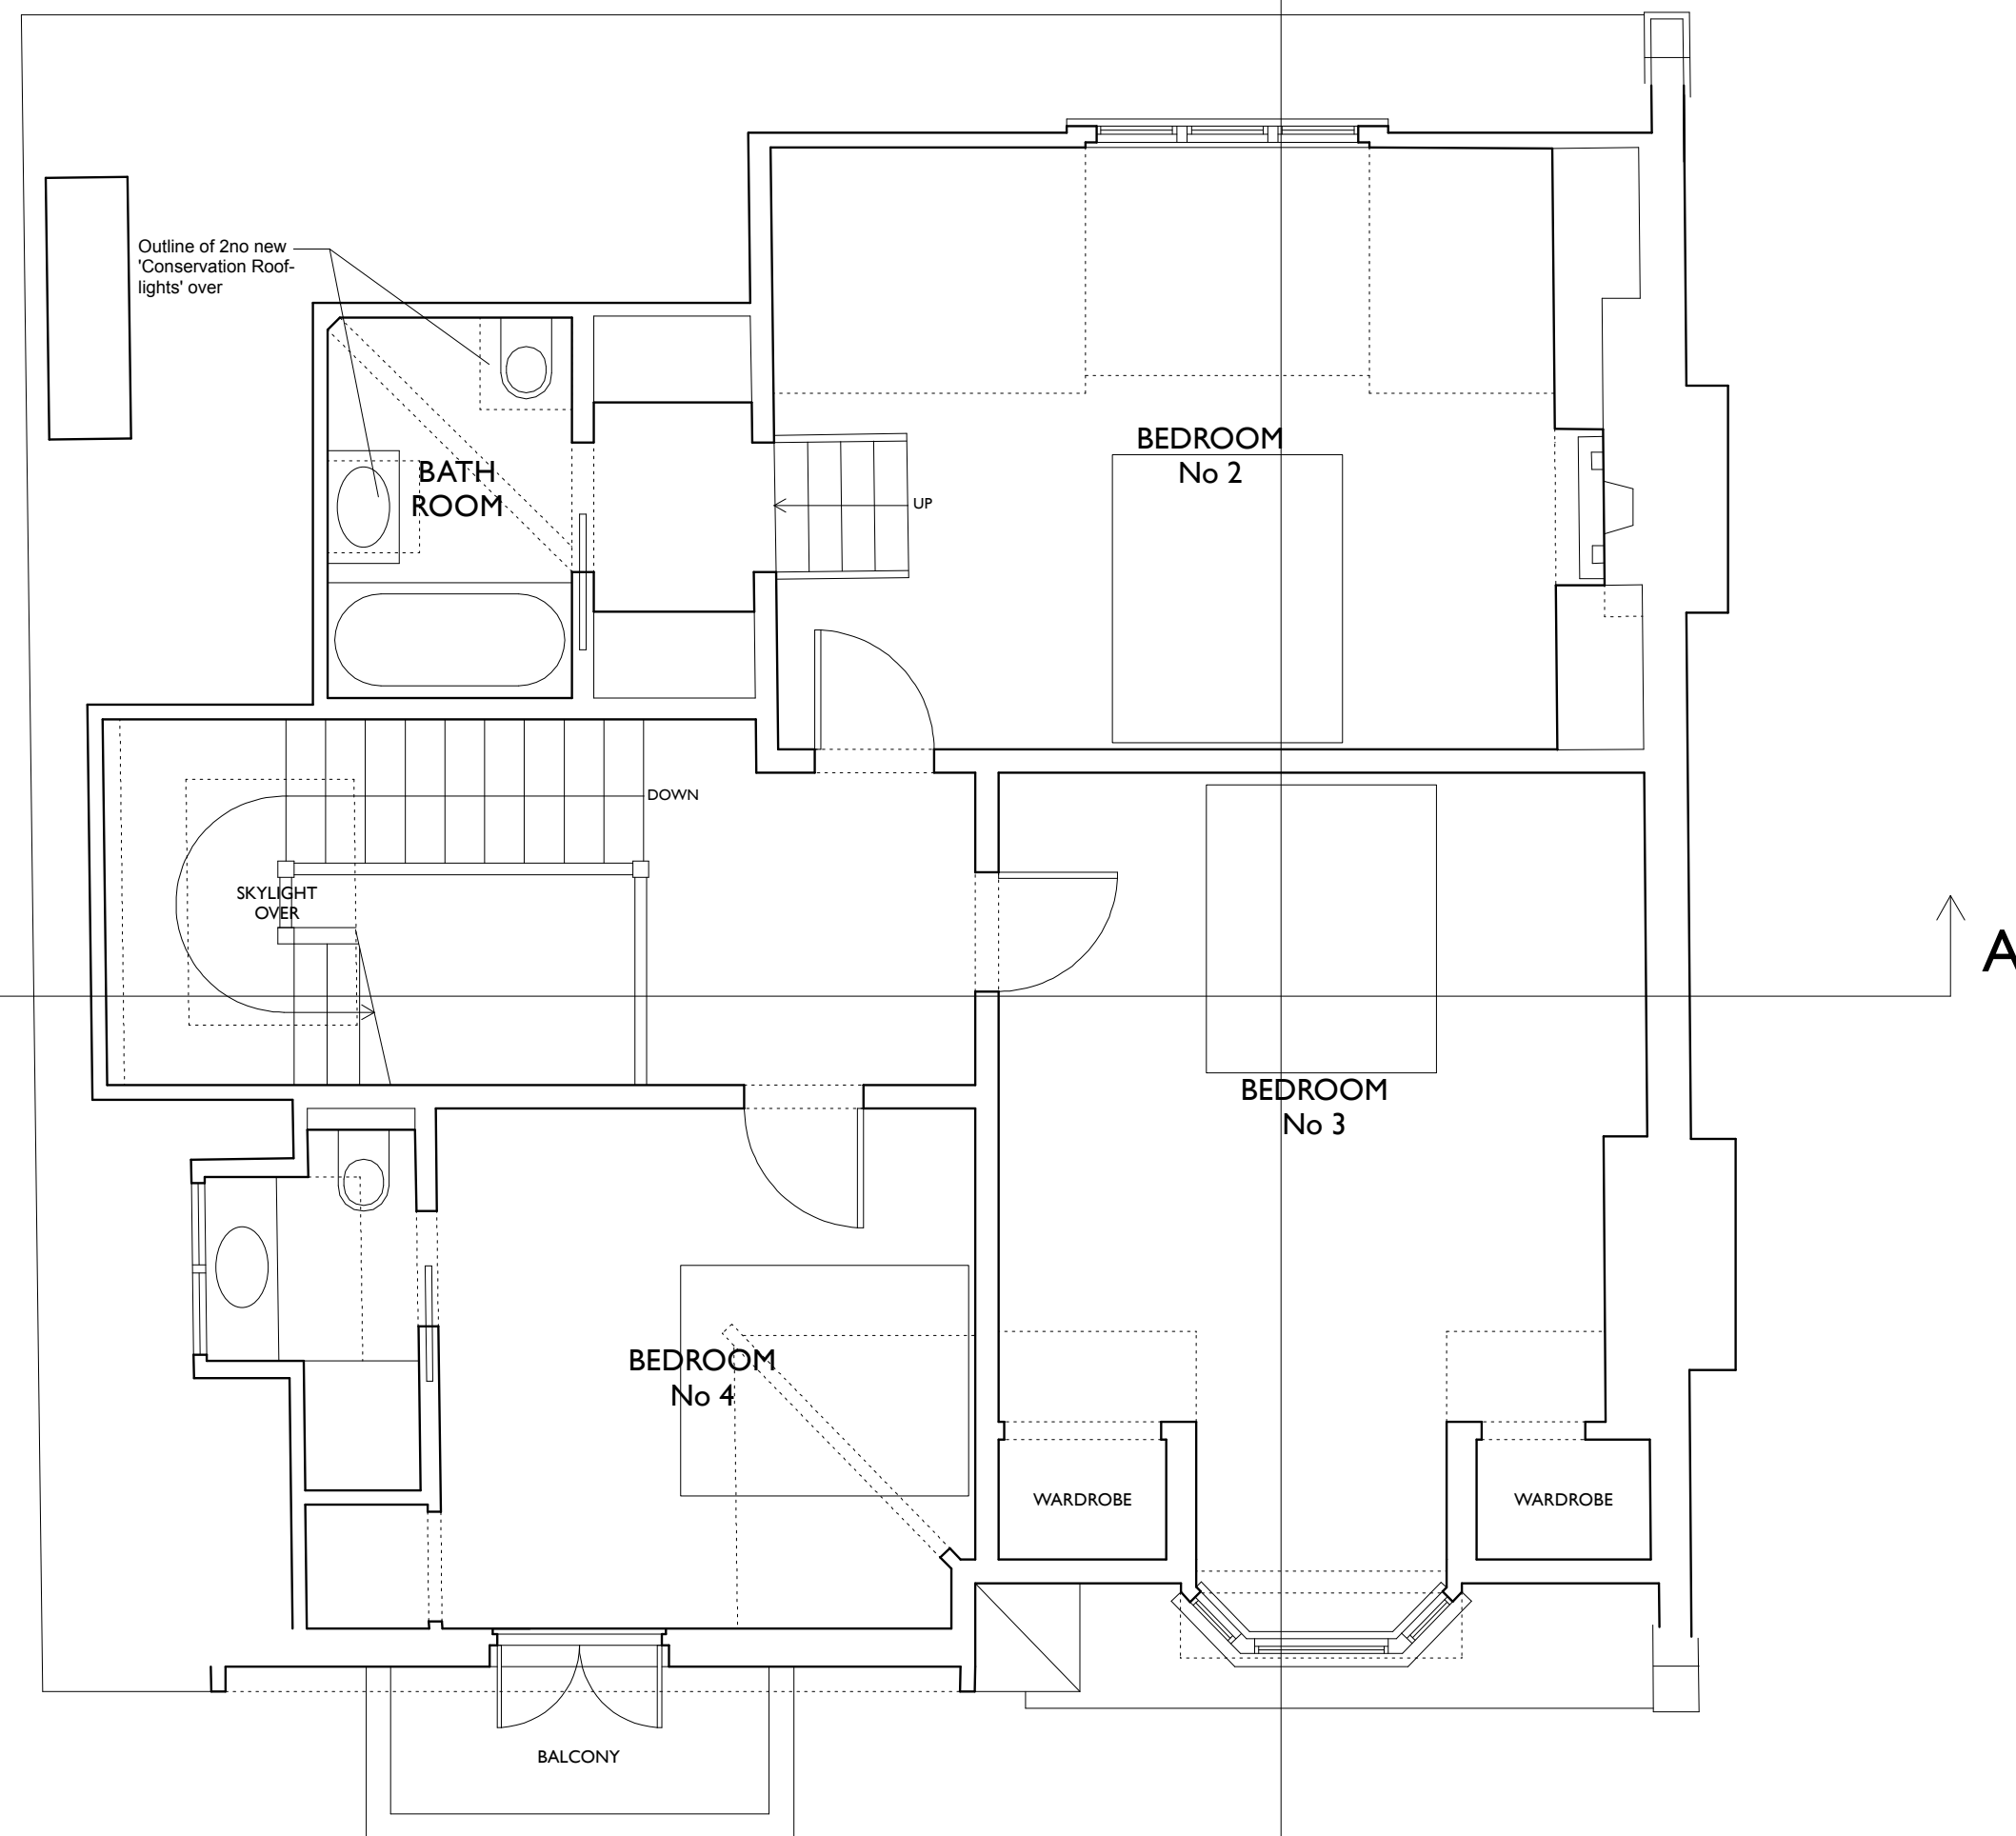 Outline of 2no new
'Conservation Roof-
lights' over
BEDROOM
No 2
BATH
ROOM
UP
DOWN
SKYLIGHT
OVER
A
BEDROOM
No 3
BEDROOM
No 4
WARDROBE
WARDROBE
BALCONY